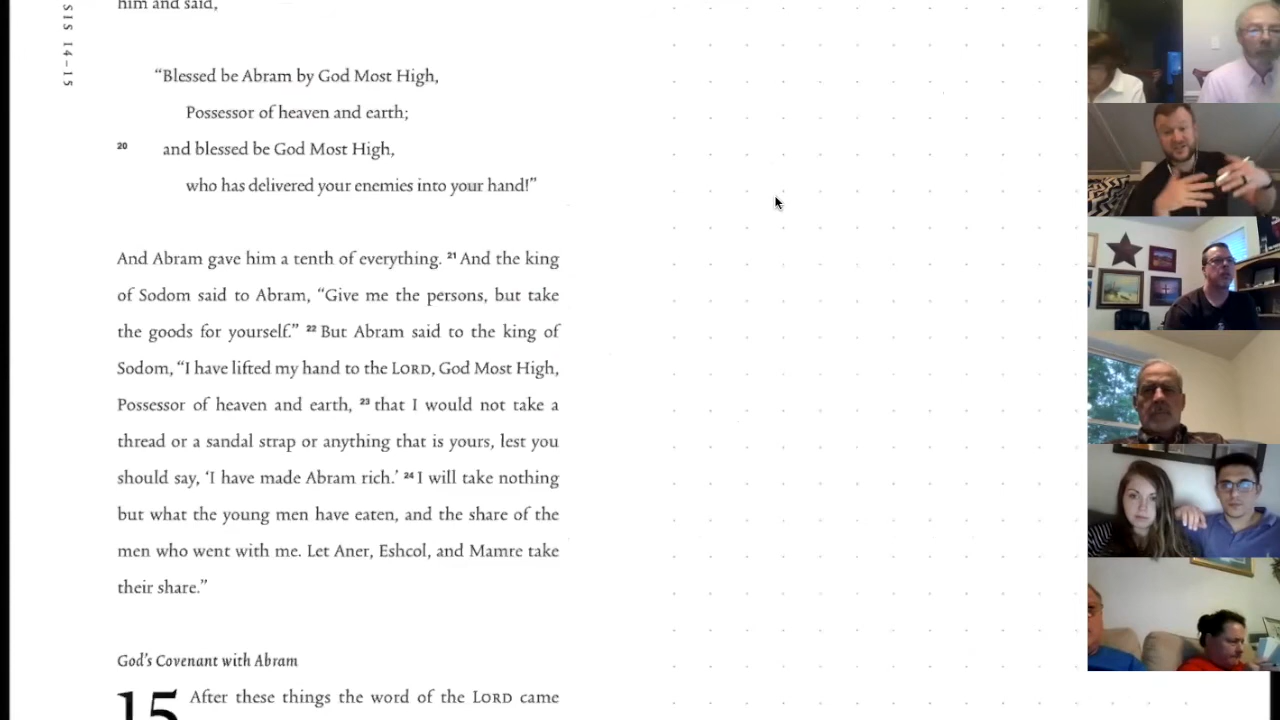 him and said,
SIS 14–15
“Blessed be Abram by God Most High,
Possessor of heaven and earth;
20 and blessed be God Most High,
who has delivered your enemies into your hand!”
And Abram gave him a tenth of everything. 21 And the king
of Sodom said to Abram, “Give me the persons, but take
the goods for yourself.” 22 But Abram said to the king of
Sodom, “I have lifted my hand to the LORD, God Most High,
Possessor of heaven and earth, 23 that I would not take a
thread or a sandal strap or anything that is yours, lest you
should say, ‘I have made Abram rich.’ 24 I will take nothing
but what the young men have eaten, and the share of the
men who went with me. Let Aner, Eshcol, and Mamre take
their share.”
God’s Covenant with Abram
15 After these things the word of the LORD came